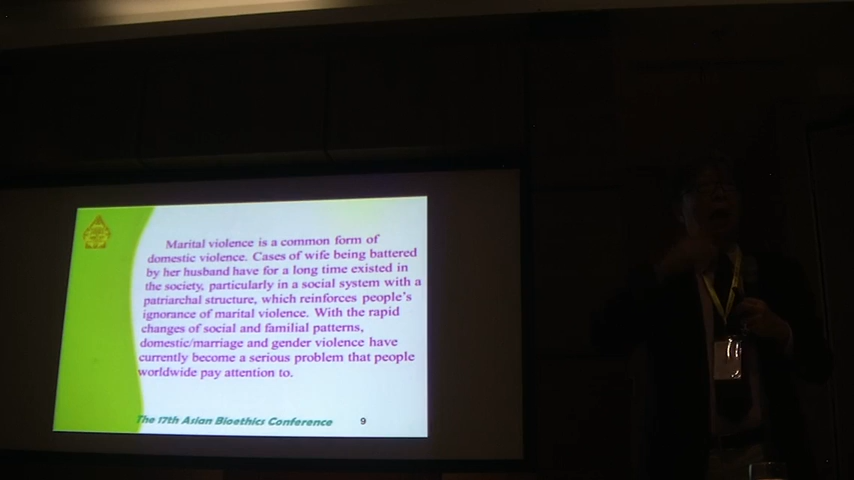 Marital violence is a common form of
domestic violence. Cases of wife being battered
by her husband have for a long time existed in
the society, particularly in a social system with a
patriarchal structure, which reinforces people's
ignorance of marital violence. With the rapid
changes of social and familial patterns,
domestic/marriage and gender violence have
currently become a serious problem that people
worldwide pay attention to.
The 17th Asian Bioethics Conference 9